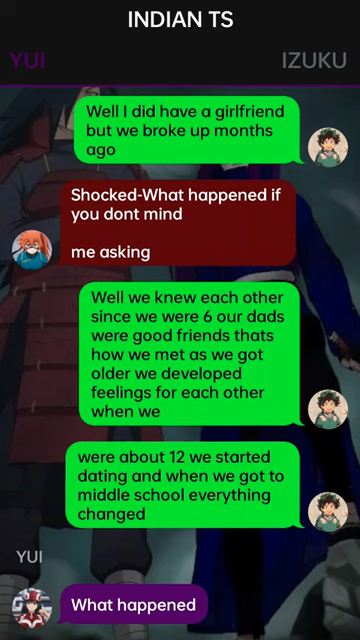 INDIAN TS
YUI IZUKU
Well I did have a girlfriend
but we broke up months
ago
Shocked-What happened if
you dont mind
me asking
Well we knew each other
since we were 6 our dads
were good friends thats
how we met as we got
older we developed
feelings for each other
when we
were about 12 we started
dating and when we got to
middle school everything
changed
YUI
What happened